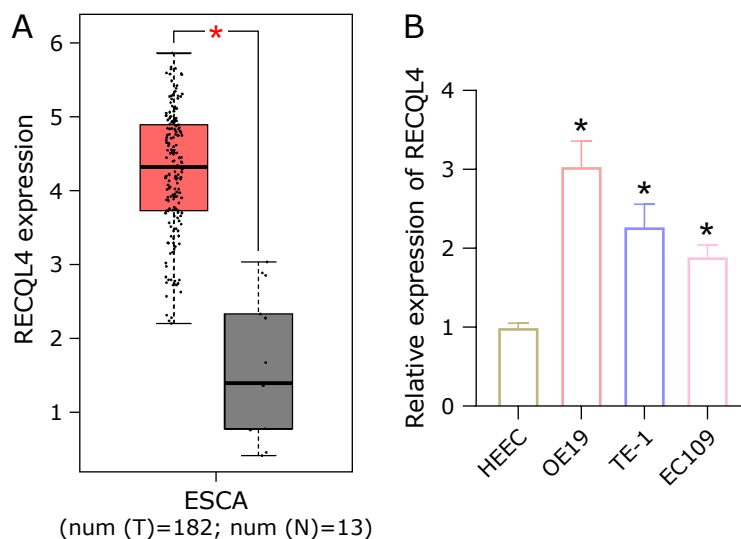 A
RECQL4 expression
6
5
4
3
2
1
*
ESCA
(num (T)=182; num (N)=13)
B
Relative expression of RECQL4
4
3
2
1
0
*
*
*
HEEC
OE19
TE-1
EC109